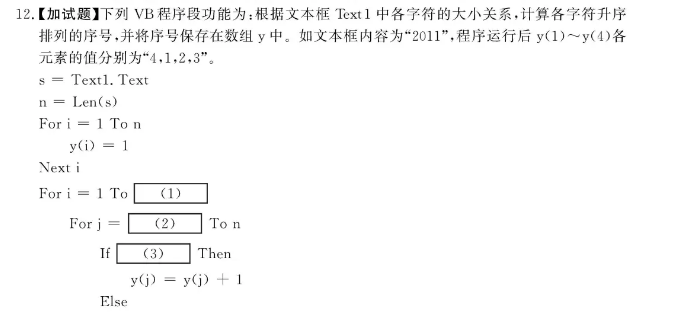 12.【加试题】下列 VB 程序段功能为:根据文本框 Text1 中各字符的大小关系,计算各字符升序
排列的序号,并将序号保存在数组 y 中。如文本框内容为“2011”,程序运行后 y(1)～y(4)各
元素的值分别为“4,1,2,3”。
s = Text1. Text
n = Len(s)
For i = 1 To n
y(i) = 1
Next i
For i = 1 To (1)
For j = (2) To n
If (3) Then
y(j) = y(j) + 1
Else